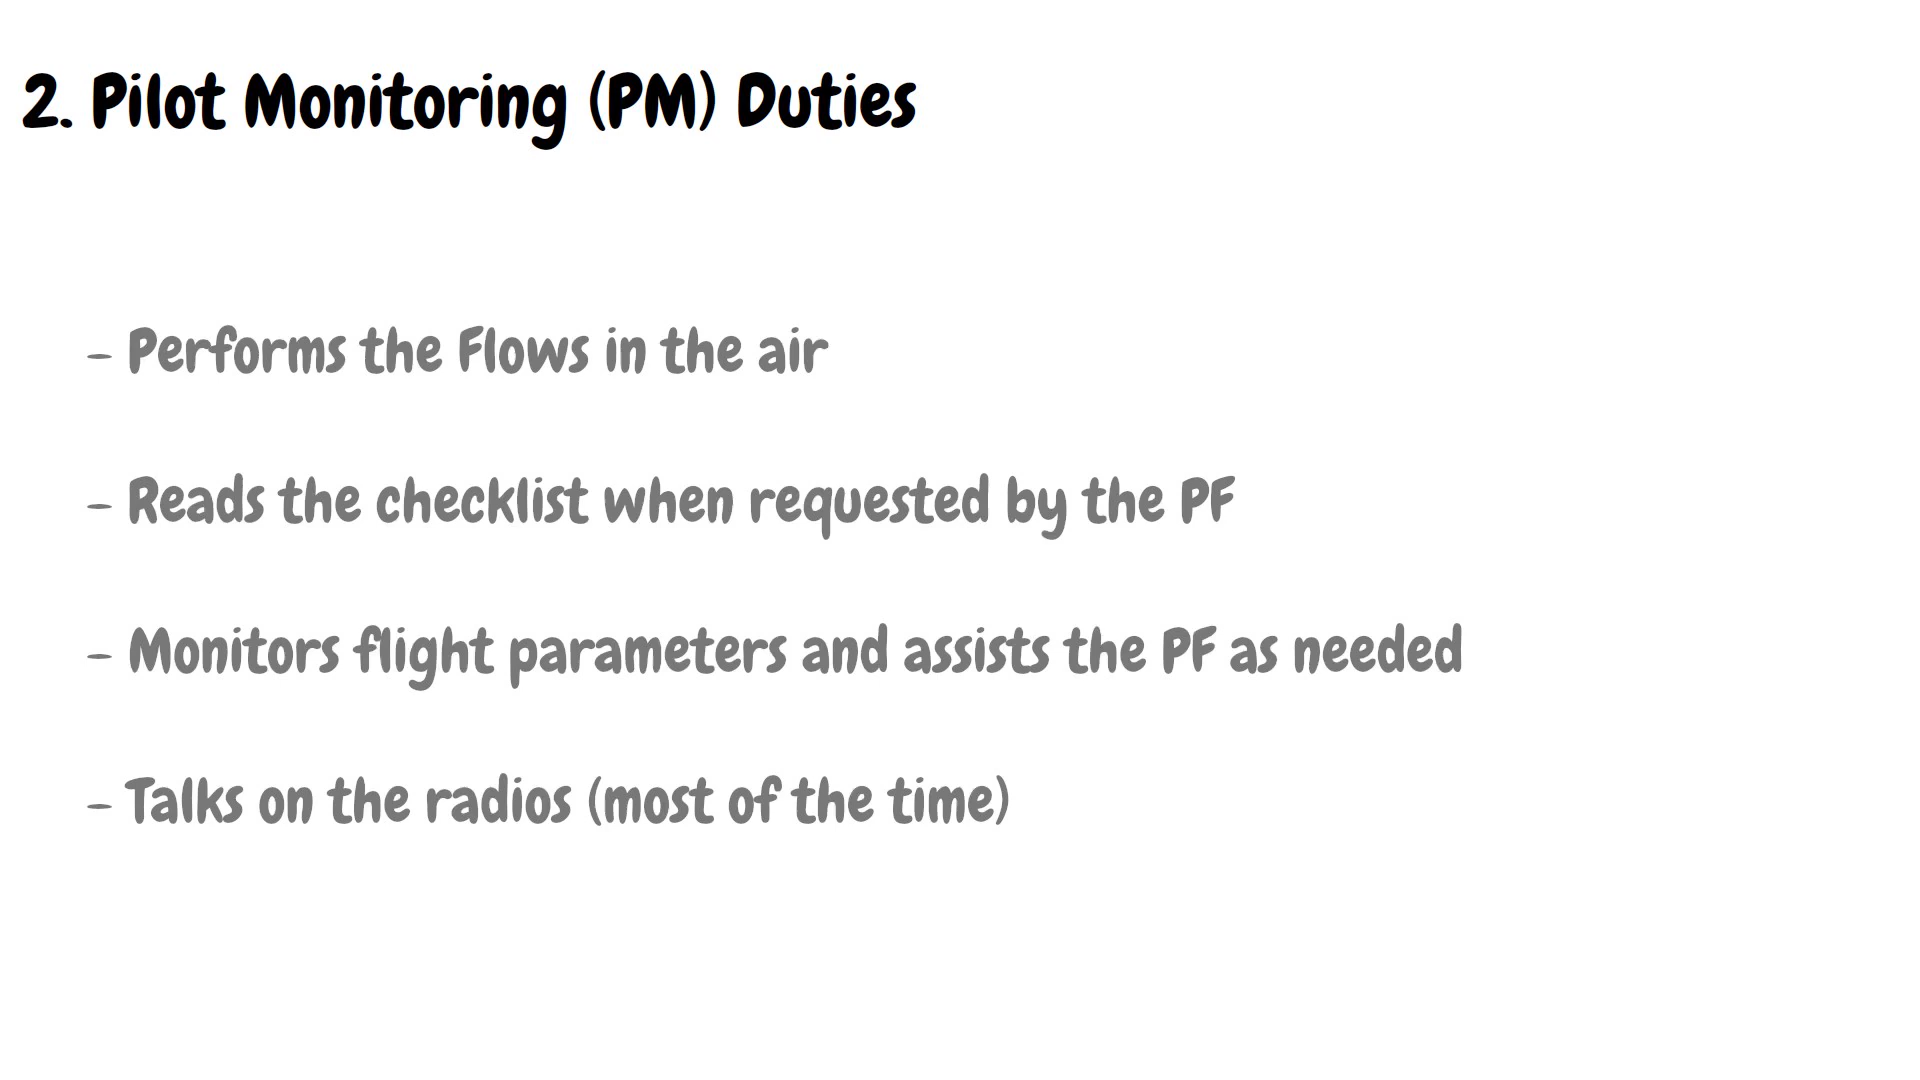 2. Pilot Monitoring (PM) Duties
– Performs the Flows in the air
– Reads the checklist when requested by the PF
– Monitors flight parameters and assists the PF as needed
– Talks on the radios (most of the time)